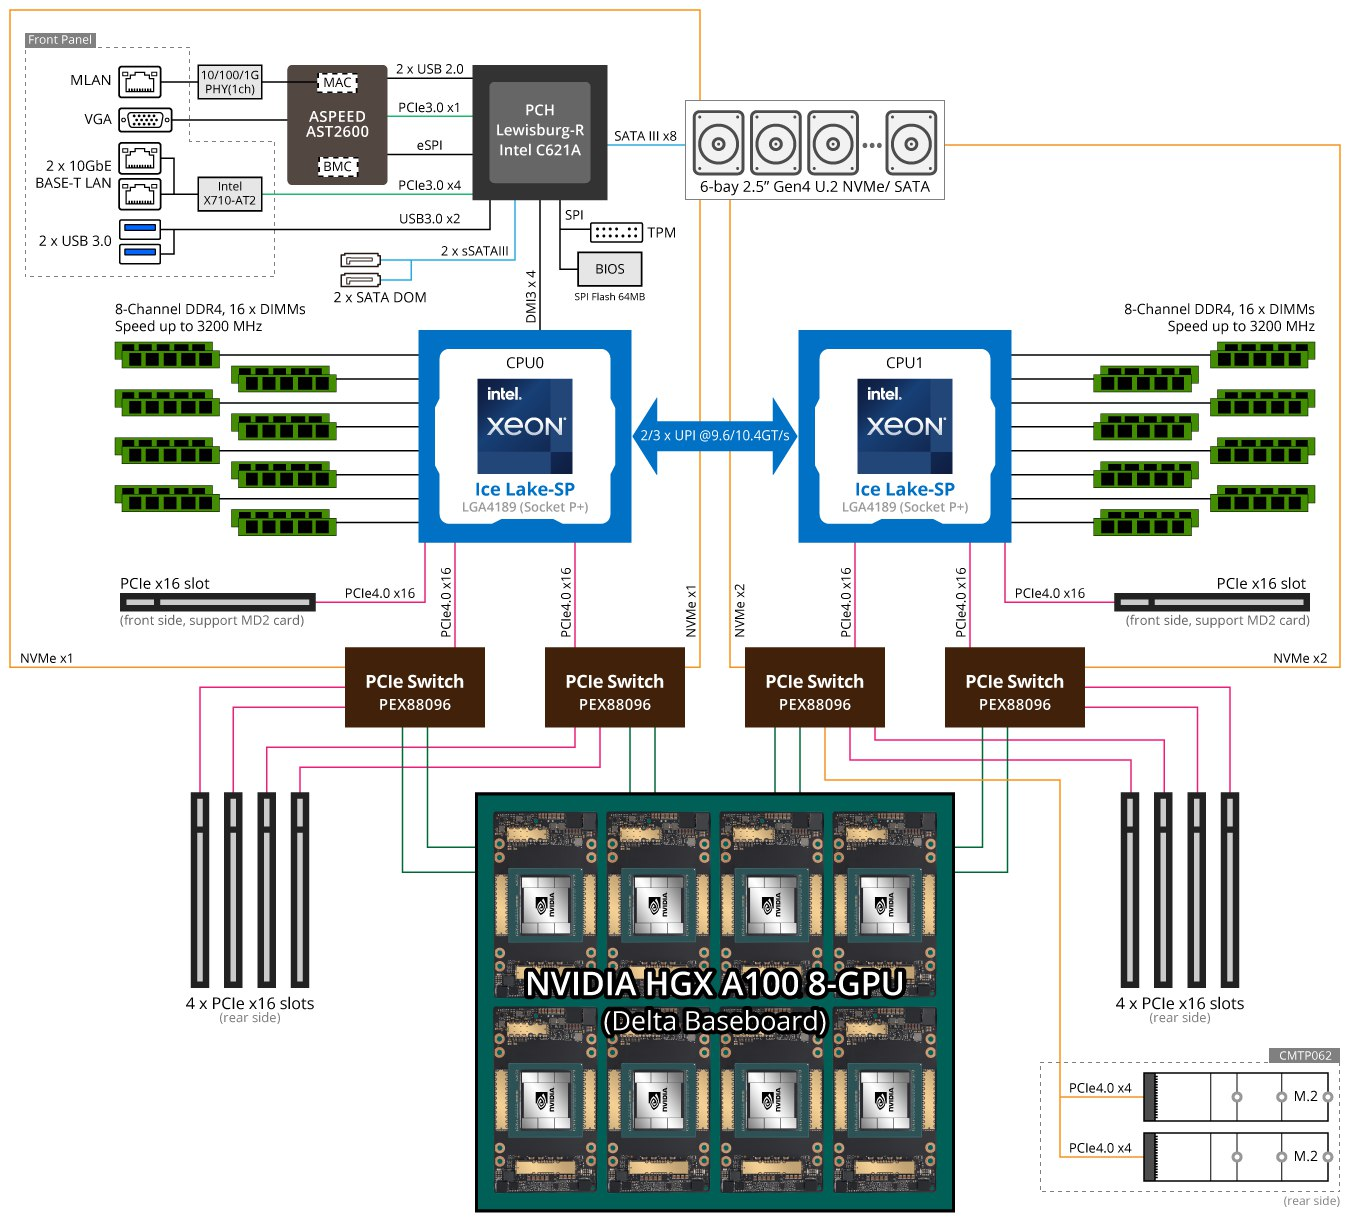 Front Panel
MLAN
10/100/1G
PHY(1ch)
MAC
ASPEED
AST2600
BMC
VGA
2 x 10GbE
BASE-T LAN
Intel
X710-AT2
2 x USB 3.0
2 x USB 2.0
PCIe3.0 x1
eSPI
PCIe3.0 x4
USB3.0 x2
PCH
Lewisburg-R
Intel C621A
SATA III x8
6-bay 2.5” Gen4 U.2 NVMe/ SATA
SPI
TPM
BIOS
SPI Flash 64MB
2 x sSATAIII
2 x SATA DOM
DMI3 x 4
8-Channel DDR4, 16 x DIMMs
Speed up to 3200 MHz
8-Channel DDR4, 16 x DIMMs
Speed up to 3200 MHz
CPU0
intel.
xeon
Ice Lake-SP
LGA4189 (Socket P+)
2/3 x UPI @9.6/10.4GT/s
CPU1
intel.
xeon
Ice Lake-SP
LGA4189 (Socket P+)
PCIe x16 slot
(front side, support MD2 card)
PCIe4.0 x16
PCIe4.0 x16
PCIe4.0 x16
NVMe x1
NVMe x2
PCIe4.0 x16
PCIe4.0 x16
PCIe4.0 x16
PCIe x16 slot
(front side, support MD2 card)
NVMe x1
NVMe x2
PCIe Switch
PEX88096
PCIe Switch
PEX88096
PCIe Switch
PEX88096
PCIe Switch
PEX88096
4 x PCIe x16 slots
(rear side)
NVIDIA
NVIDIA
NVIDIA
NVIDIA
NVIDIA HGX A100 8-GPU
(Delta Baseboard)
NVIDIA
NVIDIA
NVIDIA
NVIDIA
4 x PCIe x16 slots
(rear side)
CMTP062
PCIe4.0 x4
M.2
PCIe4.0 x4
M.2
(rear side)